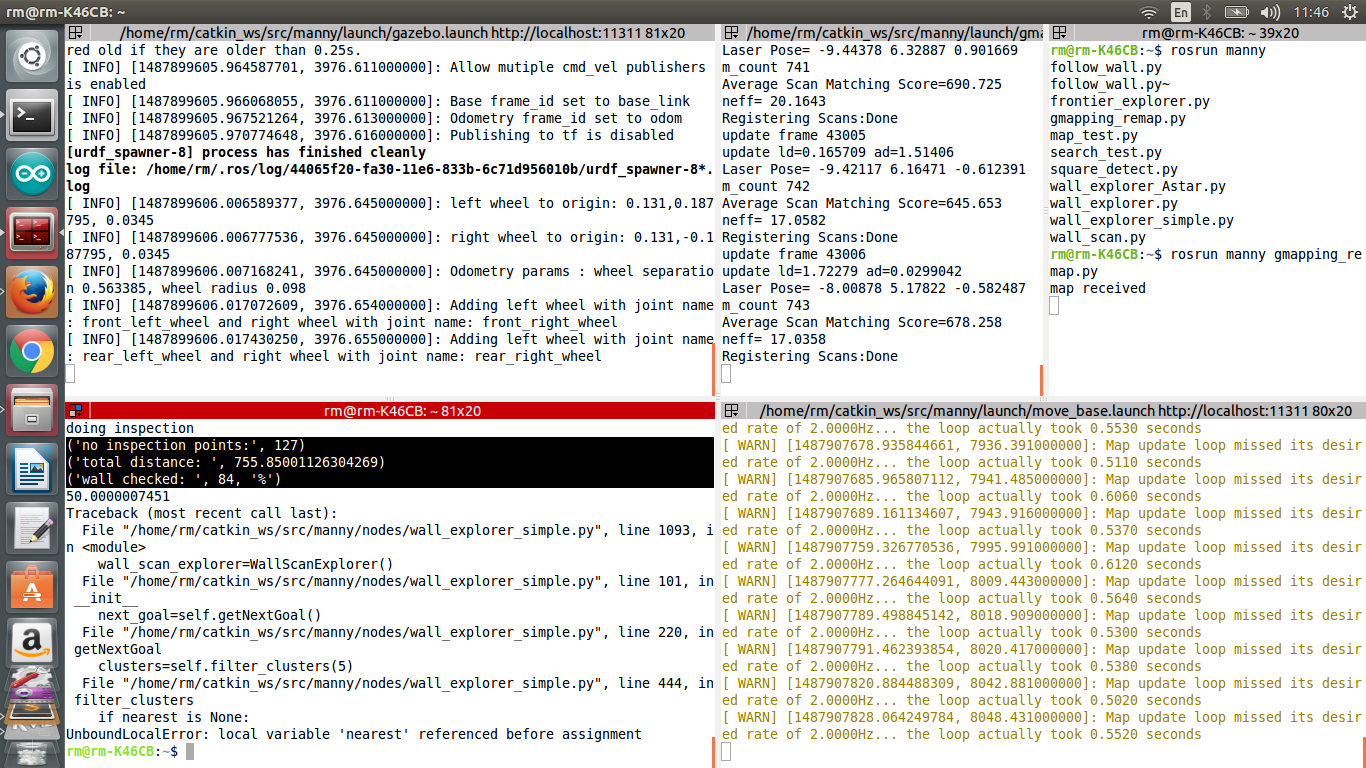 rm@rm-K46CB: ~
En
11:46
/home/rm/catkin_ws/src/manny/launch/gazebo.launch http://localhost:11311 81x20
red old if they are older than 0.25s.
[ INFO] [1487899605.964587701, 3976.611000000]: Allow mutiple cmd_vel publishers
is enabled
[ INFO] [1487899605.966068055, 3976.611000000]: Base frame_id set to base_link
[ INFO] [1487899605.967521264, 3976.613000000]: Odometry frame_id set to odom
[ INFO] [1487899605.970774648, 3976.616000000]: Publishing to tf is disabled
[urdf_spawner-8] process has finished cleanly
log file: /home/rm/.ros/log/44065f20-fa30-11e6-833b-6c71d956010b/urdf_spawner-8*.
log
[ INFO] [1487899606.006589377, 3976.645000000]: left wheel to origin: 0.131,0.187
795, 0.0345
[ INFO] [1487899606.006777536, 3976.645000000]: right wheel to origin: 0.131,-0.1
87795, 0.0345
[ INFO] [1487899606.007168241, 3976.645000000]: Odometry params : wheel separatio
n 0.563385, wheel radius 0.098
[ INFO] [1487899606.017072609, 3976.654000000]: Adding left wheel with joint name
: front_left_wheel and right wheel with joint name: front_right_wheel
[ INFO] [1487899606.017430250, 3976.655000000]: Adding left wheel with joint name
: rear_left_wheel and right wheel with joint name: rear_right_wheel
/home/rm/catkin_ws/src/manny/launch/gma
Laser Pose= -9.44378 6.32887 0.901669
m_count 741
Average Scan Matching Score=690.725
neff= 20.1643
Registering Scans:Done
update frame 43005
update ld=0.165709 ad=1.51406
Laser Pose= -9.42117 6.16471 -0.612391
m_count 742
Average Scan Matching Score=645.653
neff= 17.0582
Registering Scans:Done
update frame 43006
update ld=1.72279 ad=0.0299042
Laser Pose= -8.00878 5.17822 -0.582487
m_count 743
Average Scan Matching Score=678.258
neff= 17.0358
Registering Scans:Done
rm@rm-K46CB: ~ 39x20
rm@rm-K46CB:~$ rosrun manny
follow_wall.py
follow_wall.py~
frontier_explorer.py
gmapping_remap.py
map_test.py
search_test.py
square_detect.py
wall_explorer_Astar.py
wall_explorer.py
wall_explorer_simple.py
wall_scan.py
rm@rm-K46CB:~$ rosrun manny gmapping_re
map.py
map received
rm@rm-K46CB: ~ 81x20
doing inspection
('no inspection points:', 127)
('total distance: ', 755.85001126304269)
('wall checked: ', 84, '%')
50.0000007451
Traceback (most recent call last):
File "/home/rm/catkin_ws/src/manny/nodes/wall_explorer_simple.py", line 1093, i
n <module>
wall_scan_explorer=WallScanExplorer()
File "/home/rm/catkin_ws/src/manny/nodes/wall_explorer_simple.py", line 101, in
__init__
next_goal=self.getNextGoal()
File "/home/rm/catkin_ws/src/manny/nodes/wall_explorer_simple.py", line 220, in
getNextGoal
clusters=self.filter_clusters(5)
File "/home/rm/catkin_ws/src/manny/nodes/wall_explorer_simple.py", line 444, in
filter_clusters
if nearest is None:
UnboundLocalError: local variable 'nearest' referenced before assignment
rm@rm-K46CB:~$
/home/rm/catkin_ws/src/manny/launch/move_base.launch http://localhost:11311 80x20
ed rate of 2.0000Hz... the loop actually took 0.5530 seconds
[ WARN] [1487907678.935844661, 7936.391000000]: Map update loop missed its desir
ed rate of 2.0000Hz... the loop actually took 0.5110 seconds
[ WARN] [1487907685.965807112, 7941.485000000]: Map update loop missed its desir
ed rate of 2.0000Hz... the loop actually took 0.6060 seconds
[ WARN] [1487907689.161134607, 7943.916000000]: Map update loop missed its desir
ed rate of 2.0000Hz... the loop actually took 0.5370 seconds
[ WARN] [1487907759.326770536, 7995.991000000]: Map update loop missed its desir
ed rate of 2.0000Hz... the loop actually took 0.6120 seconds
[ WARN] [1487907777.264644091, 8009.443000000]: Map update loop missed its desir
ed rate of 2.0000Hz... the loop actually took 0.5640 seconds
[ WARN] [1487907789.498845142, 8018.909000000]: Map update loop missed its desir
ed rate of 2.0000Hz... the loop actually took 0.5300 seconds
[ WARN] [1487907791.462393854, 8020.417000000]: Map update loop missed its desir
ed rate of 2.0000Hz... the loop actually took 0.5380 seconds
[ WARN] [1487907820.884488309, 8042.881000000]: Map update loop missed its desir
ed rate of 2.0000Hz... the loop actually took 0.5020 seconds
[ WARN] [1487907828.064249784, 8048.431000000]: Map update loop missed its desir
ed rate of 2.0000Hz... the loop actually took 0.5520 seconds